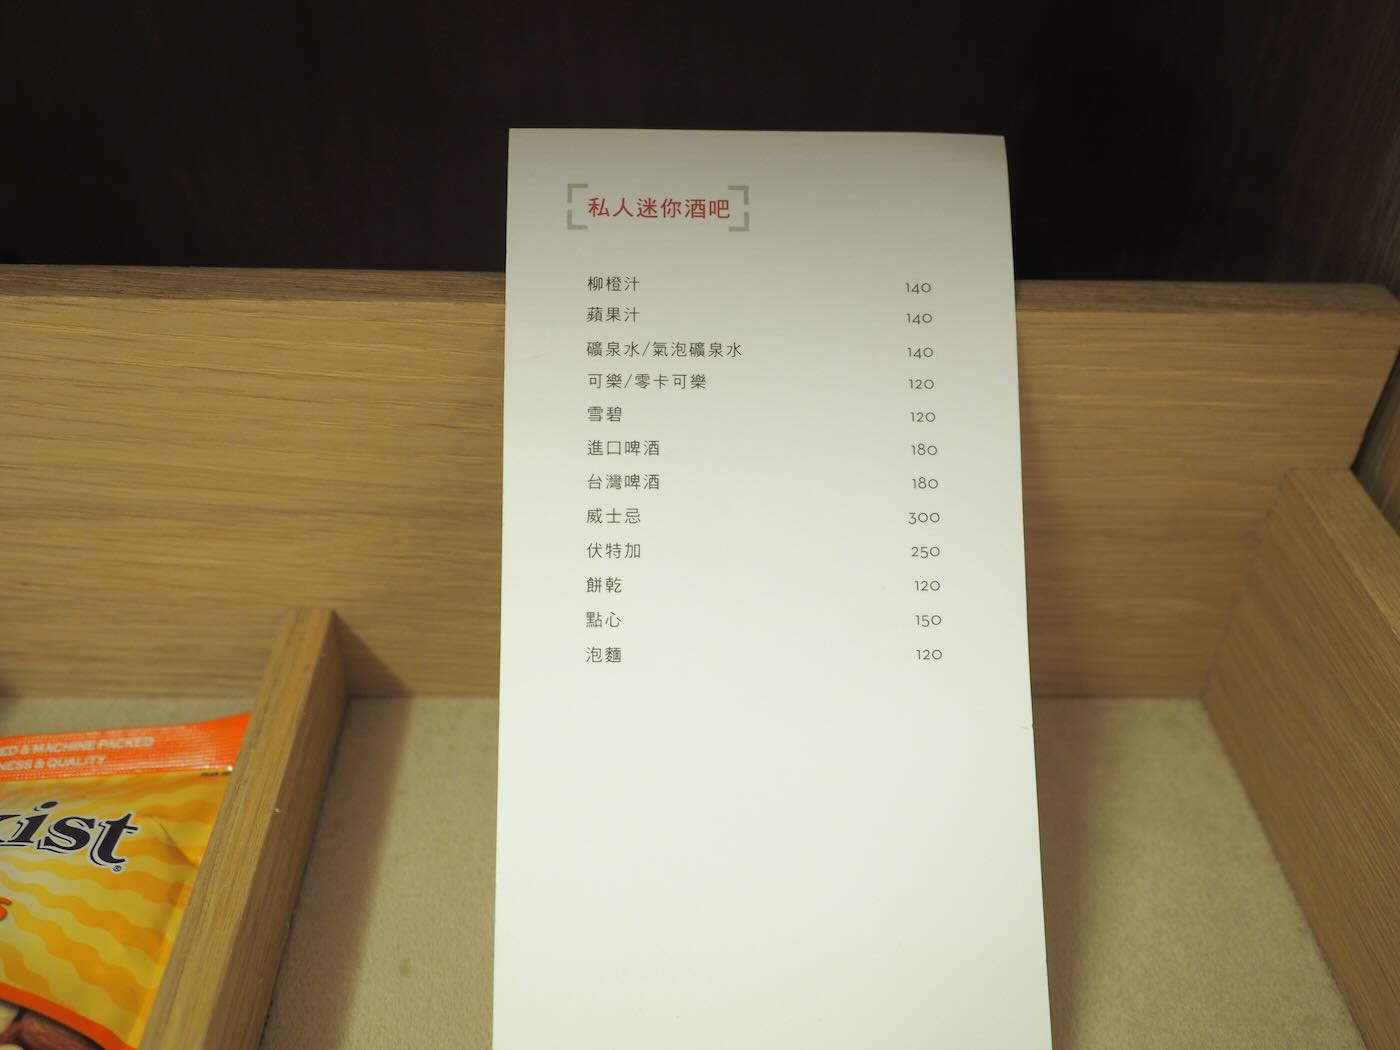 私人迷你酒吧
柳橙汁 140
蘋果汁 140
礦泉水/氣泡礦泉水 140
可樂/零卡可樂 120
雪碧 120
進口啤酒 180
台灣啤酒 180
威士忌 300
伏特加 250
餅乾 120
點心 150
泡麵 120
& MACHINE PACKED
& QUALITY